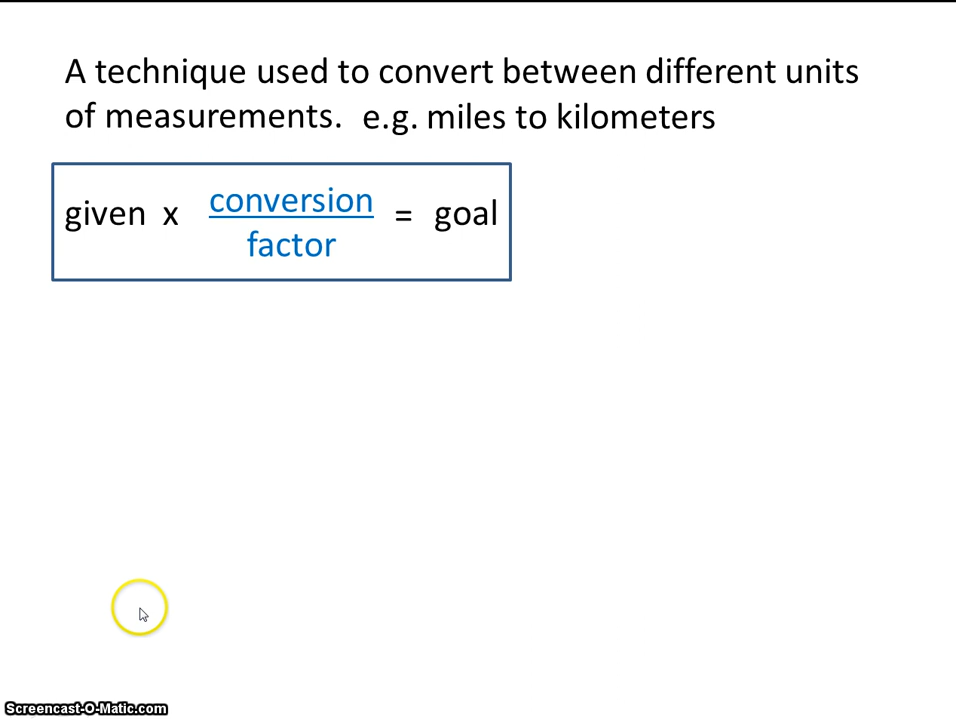 A technique used to convert between different units
of measurements. e.g. miles to kilometers
given x conversion = goal
factor
Screencast-O-Matic.com